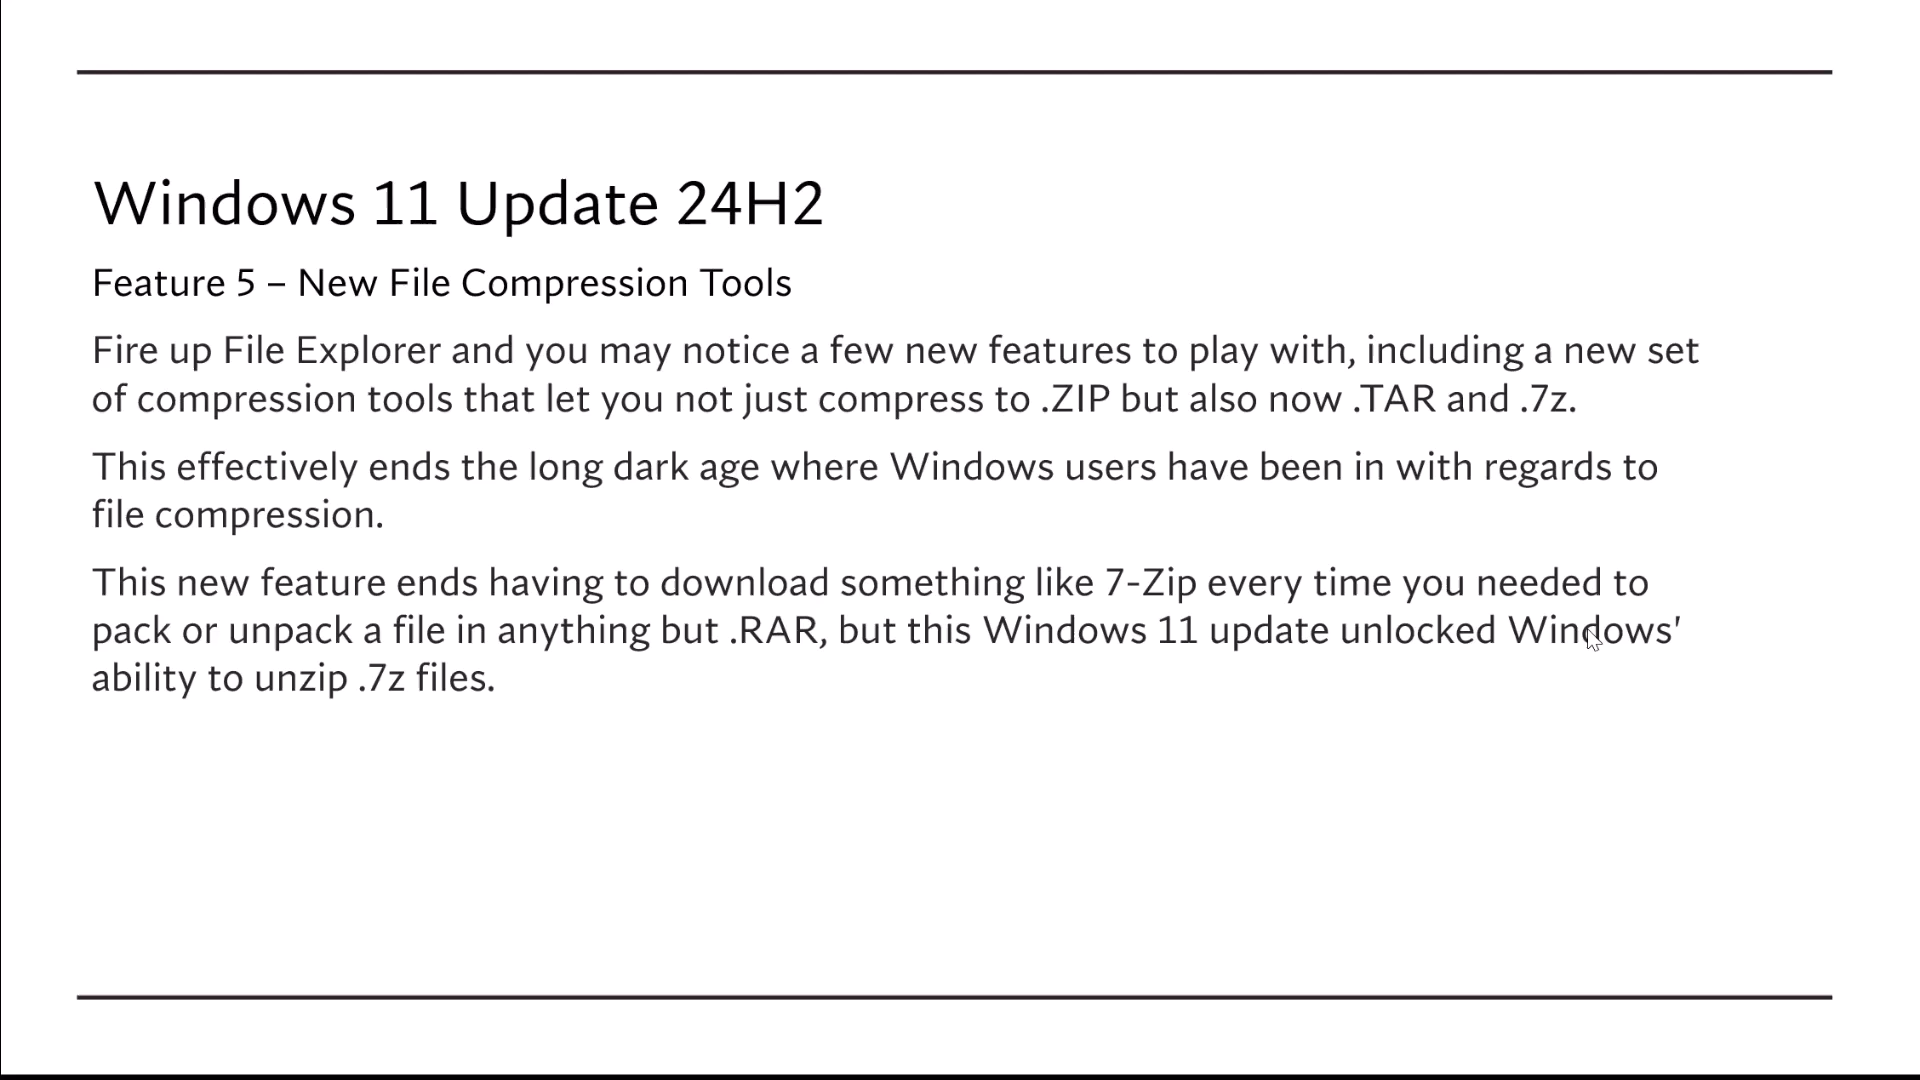 Windows 11 Update 24H2
Feature 5 – New File Compression Tools
Fire up File Explorer and you may notice a few new features to play with, including a new set
of compression tools that let you not just compress to .ZIP but also now .TAR and .7z.
This effectively ends the long dark age where Windows users have been in with regards to
file compression.
This new feature ends having to download something like 7-Zip every time you needed to
pack or unpack a file in anything but .RAR, but this Windows 11 update unlocked Windows'
ability to unzip .7z files.